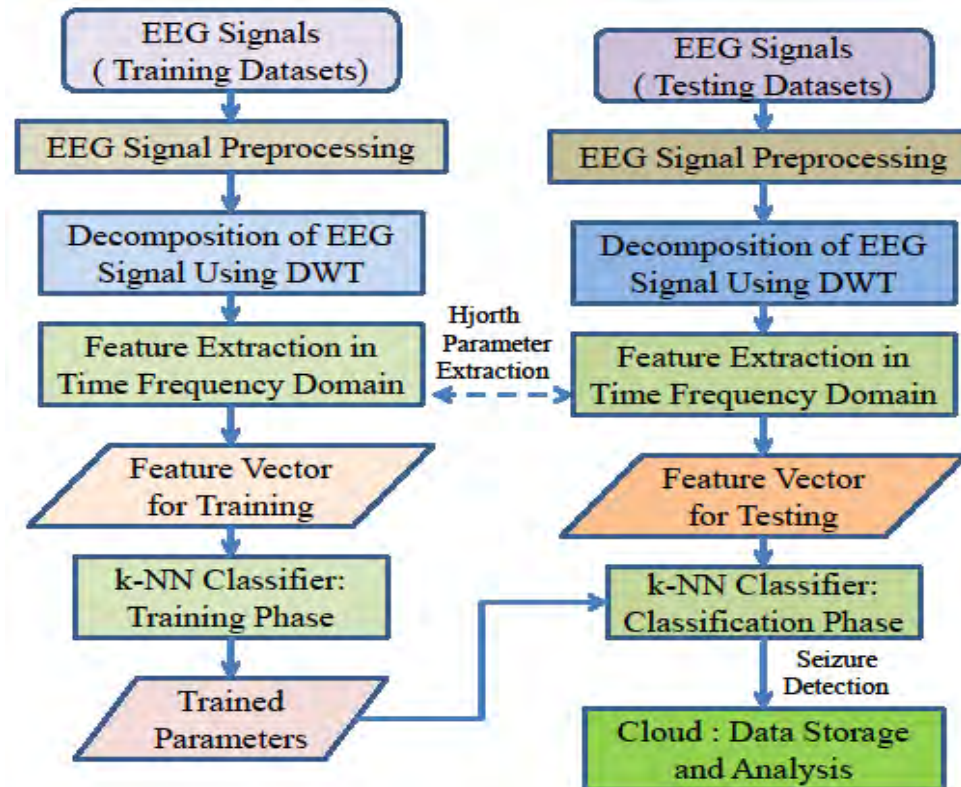 EEG Signals
( Training Datasets)
EEG Signal Preprocessing
Decomposition of EEG
Signal Using DWT
Feature Extraction in
Time Frequency Domain
Feature Vector
for Training
k-NN Classifier:
Training Phase
Trained
Parameters
Hjorth
Parameter
Extraction
EEG Signals
( Testing Datasets)
EEG Signal Preprocessing
Decomposition of EEG
Signal Using DWT
Feature Extraction in
Time Frequency Domain
Feature Vector
for Testing
k-NN Classifier:
Classification Phase
Seizure
Detection
Cloud : Data Storage
and Analysis